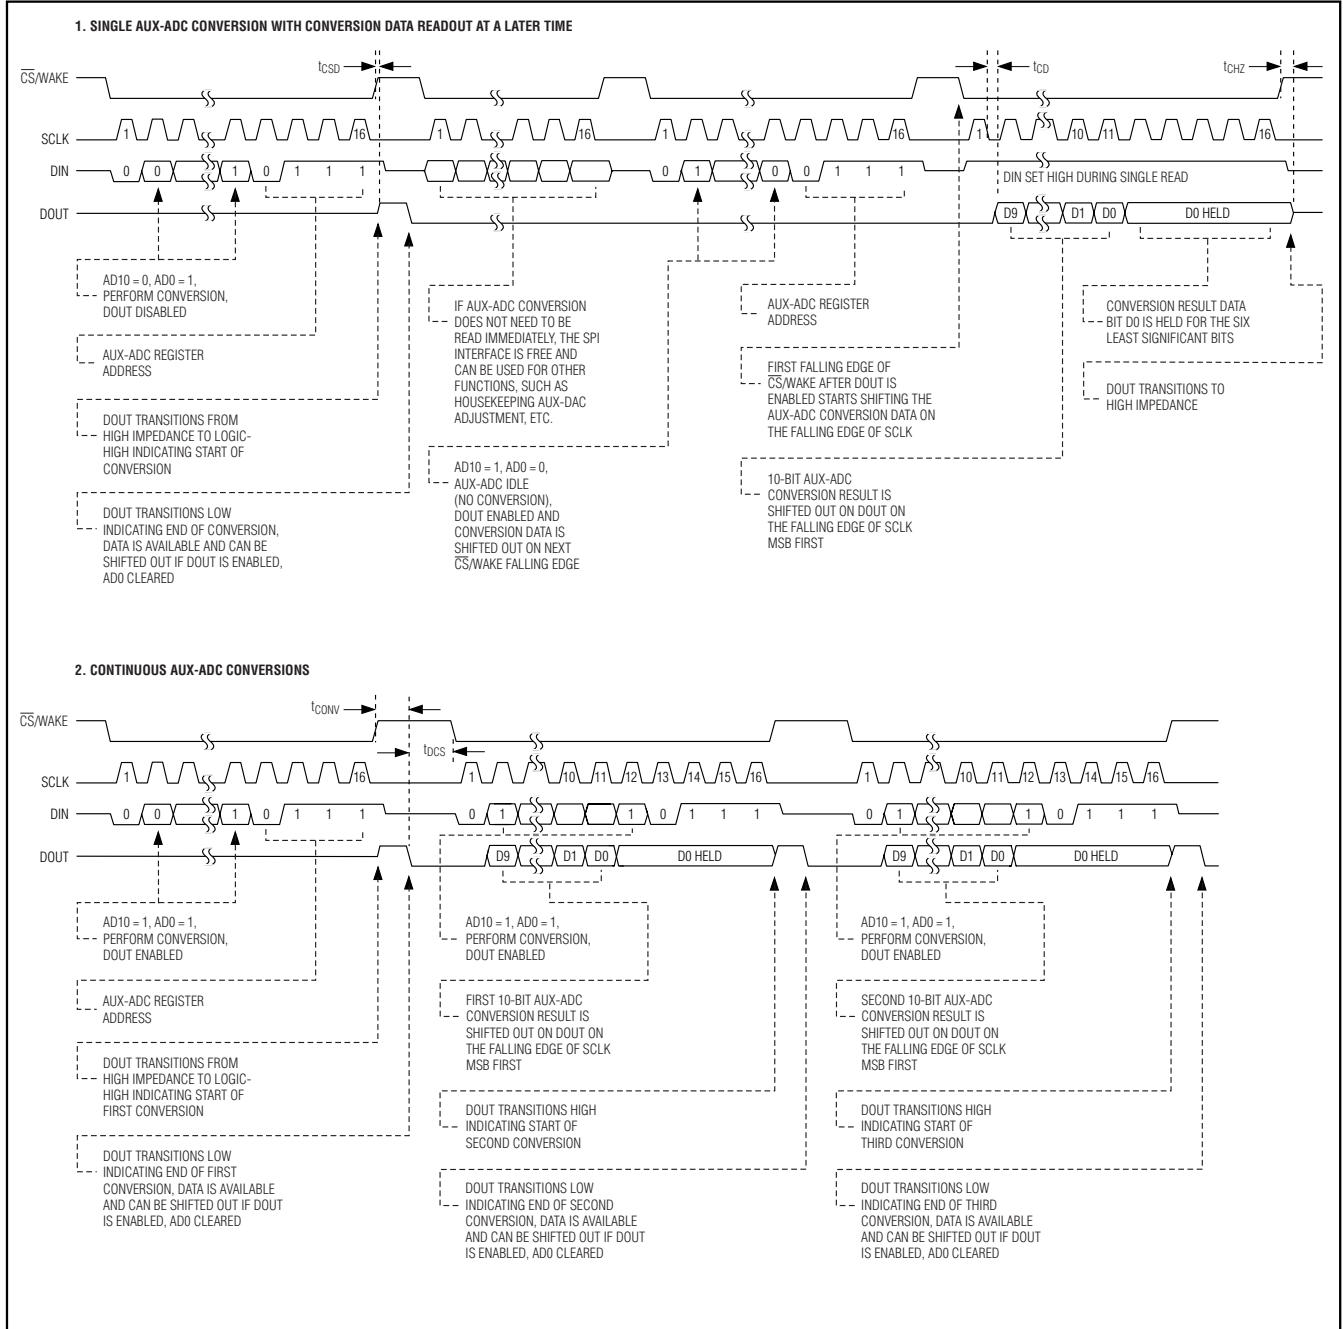 1. SINGLE AUX-ADC CONVERSION WITH CONVERSION DATA READOUT AT A LATER TIME
tCSD
tCD
tCHZ
CS/WAKE
SCLK 1 16 1 16 1 16 1 10 11 16
DIN 0 0 1 0 1 1 1 0 1 0 0 1 1 1
DIN SET HIGH DURING SINGLE READ
DOUT D9 D1 D0 D0 HELD
AD10 = 0, AD0 = 1,
PERFORM CONVERSION,
DOUT DISABLED
AUX-ADC REGISTER
ADDRESS
DOUT TRANSITIONS FROM
HIGH IMPEDANCE TO LOGIC-
HIGH INDICATING START OF
CONVERSION
DOUT TRANSITIONS LOW
INDICATING END OF CONVERSION,
DATA IS AVAILABLE AND CAN BE
SHIFTED OUT IF DOUT IS ENABLED,
AD0 CLEARED
IF AUX-ADC CONVERSION
DOES NOT NEED TO BE
READ IMMEDIATELY, THE SPI
INTERFACE IS FREE AND
CAN BE USED FOR OTHER
FUNCTIONS, SUCH AS
HOUSEKEEPING AUX-DAC
ADJUSTMENT, ETC.
AD10 = 1, AD0 = 0,
AUX-ADC IDLE
(NO CONVERSION),
DOUT ENABLED AND
CONVERSION DATA IS
SHIFTED OUT ON NEXT
CS/WAKE FALLING EDGE
AUX-ADC REGISTER
ADDRESS
FIRST FALLING EDGE OF
CS/WAKE AFTER DOUT IS
ENABLED STARTS SHIFTING THE
AUX-ADC CONVERSION DATA ON
THE FALLING EDGE OF SCLK
10-BIT AUX-ADC
CONVERSION RESULT IS
SHIFTED OUT ON DOUT ON
THE FALLING EDGE OF SCLK
MSB FIRST
CONVERSION RESULT DATA
BIT D0 IS HELD FOR THE SIX
LEAST SIGNIFICANT BITS
DOUT TRANSITIONS TO
HIGH IMPEDANCE
2. CONTINUOUS AUX-ADC CONVERSIONS
tCONV
CS/WAKE
tDCS
SCLK 1 16 1 10 11 12 13 14 15 16 1 10 11 12 13 14 15 16
DIN 0 0 1 0 1 1 1 0 1 1 0 1 1 1 0 1 1 0 1 1 1
DOUT D9 D1 D0 D0 HELD D9 D1 D0 D0 HELD
AD10 = 1, AD0 = 1,
PERFORM CONVERSION,
DOUT ENABLED
AUX-ADC REGISTER
ADDRESS
DOUT TRANSITIONS FROM
HIGH IMPEDANCE TO LOGIC-
HIGH INDICATING START OF
FIRST CONVERSION
DOUT TRANSITIONS LOW
INDICATING END OF FIRST
CONVERSION, DATA IS AVAILABLE
AND CAN BE SHIFTED OUT IF DOUT
IS ENABLED, AD0 CLEARED
AD10 = 1, AD0 = 1,
PERFORM CONVERSION,
DOUT ENABLED
FIRST 10-BIT AUX-ADC
CONVERSION RESULT IS
SHIFTED OUT ON DOUT ON
THE FALLING EDGE OF SCLK
MSB FIRST
DOUT TRANSITIONS HIGH
INDICATING START OF
SECOND CONVERSION
DOUT TRANSITIONS LOW
INDICATING END OF SECOND
CONVERSION, DATA IS AVAILABLE
AND CAN BE SHIFTED OUT IF DOUT
IS ENABLED, AD0 CLEARED
AD10 = 1, AD0 = 1,
PERFORM CONVERSION,
DOUT ENABLED
SECOND 10-BIT AUX-ADC
CONVERSION RESULT IS
SHIFTED OUT ON DOUT ON
THE FALLING EDGE OF SCLK
MSB FIRST
DOUT TRANSITIONS HIGH
INDICATING START OF
THIRD CONVERSION
DOUT TRANSITIONS LOW
INDICATING END OF THIRD
CONVERSION, DATA IS AVAILABLE
AND CAN BE SHIFTED OUT IF DOUT
IS ENABLED, AD0 CLEARED